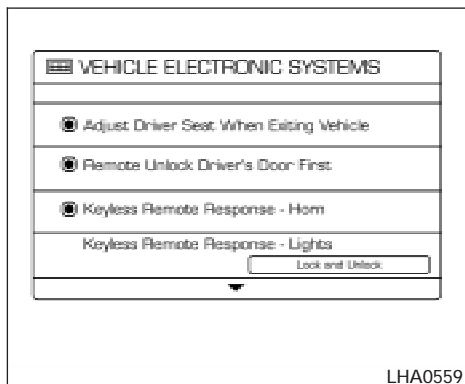 VEHICLE ELECTRONIC SYSTEMS
Adjust Driver Seat When Exiting Vehicle
Remote Unlock Driver's Door First
Keyless Remote Response - Horn
Keyless Remote Response - Lights
Lock and Unlock
LHA0559